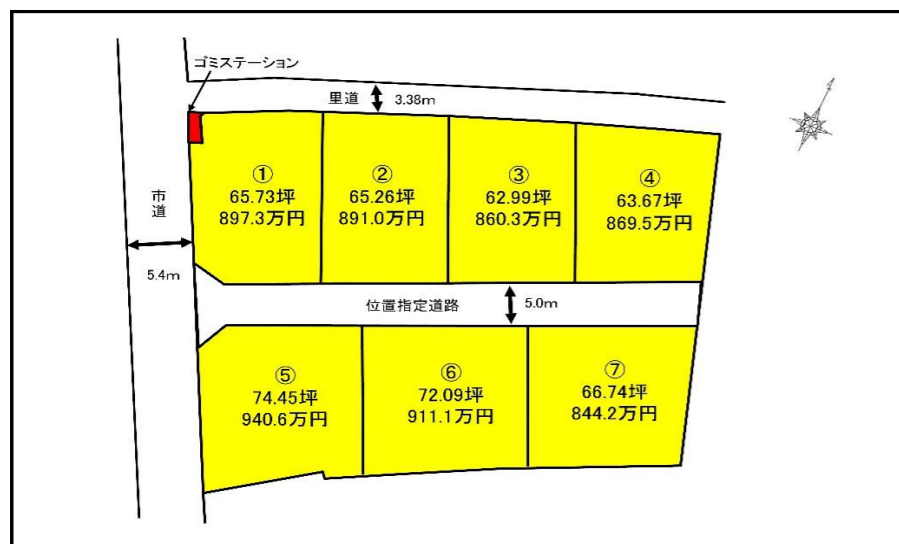 ゴミステーション
里道
3.38m
①
65.73坪
897.3万円
②
65.26坪
891.0万円
③
62.99坪
860.3万円
④
63.67坪
869.5万円
市道
5.4m
位置指定道路
5.0m
⑤
74.45坪
940.6万円
⑥
72.09坪
911.1万円
⑦
66.74坪
844.2万円